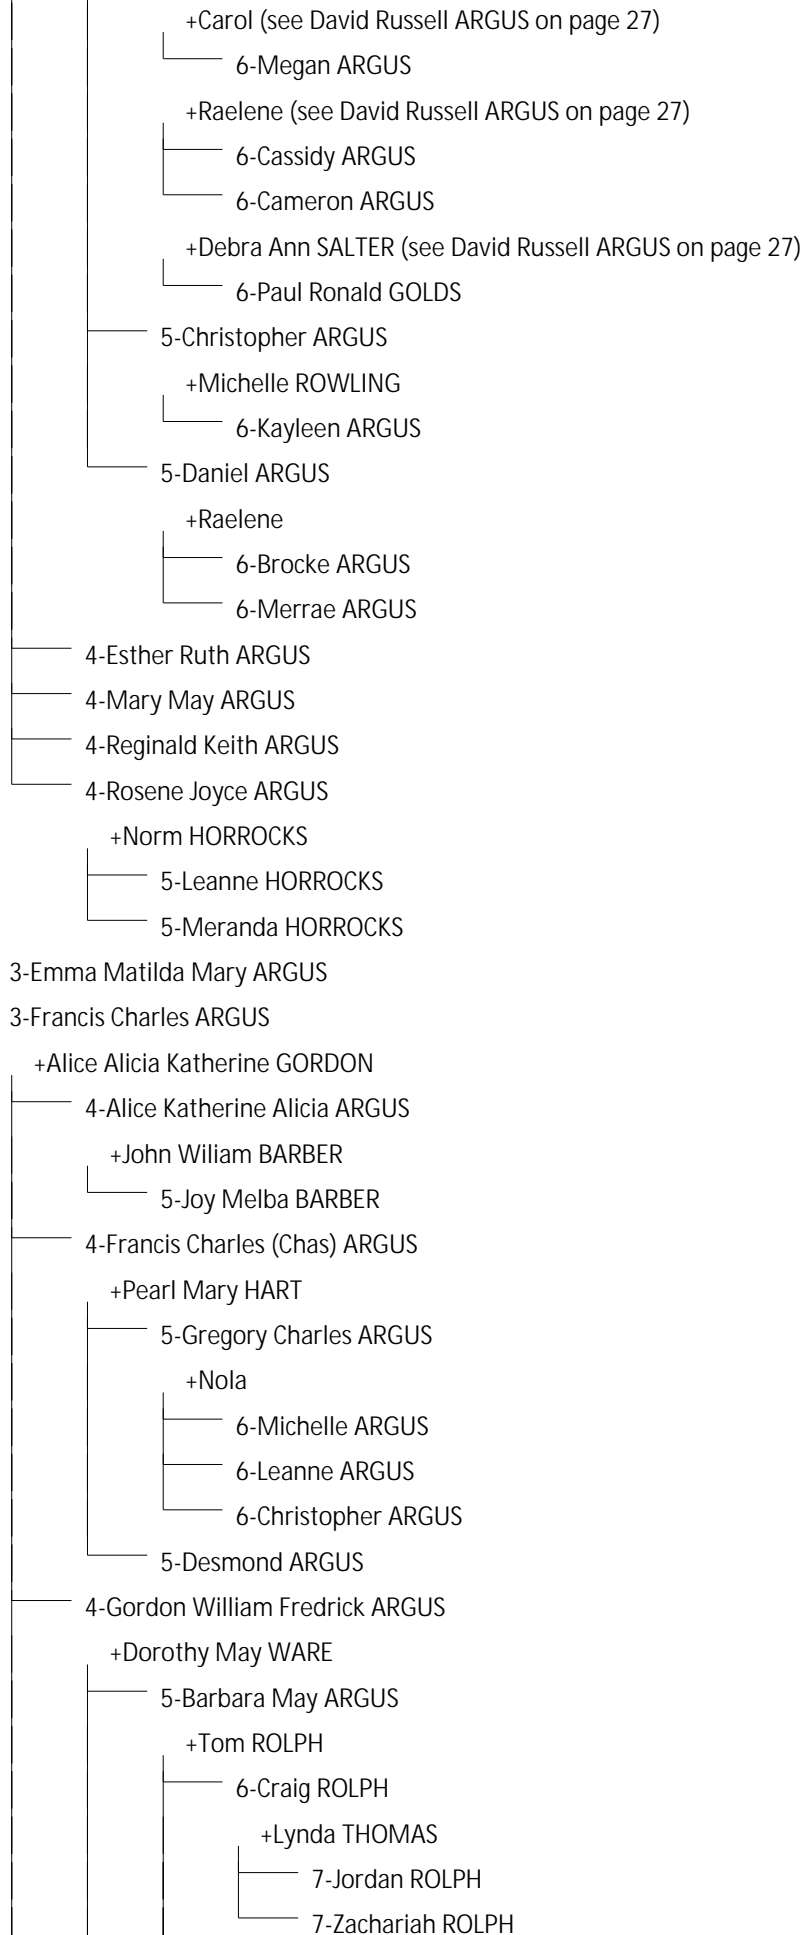 +Carol (see David Russell ARGUS on page 27)
6-Megan ARGUS
+Raelene (see David Russell ARGUS on page 27)
6-Cassidy ARGUS
6-Cameron ARGUS
+Debra Ann SALTER (see David Russell ARGUS on page 27)
6-Paul Ronald GOLDS
5-Christopher ARGUS
+Michelle ROWLING
6-Kayleen ARGUS
5-Daniel ARGUS
+Raelene
6-Brocke ARGUS
6-Merrae ARGUS
4-Esther Ruth ARGUS
4-Mary May ARGUS
4-Reginald Keith ARGUS
4-Rosene Joyce ARGUS
+Norm HORROCKS
5-Leanne HORROCKS
5-Meranda HORROCKS
3-Emma Matilda Mary ARGUS
3-Francis Charles ARGUS
+Alice Alicia Katherine GORDON
4-Alice Katherine Alicia ARGUS
+John Wiliam BARBER
5-Joy Melba BARBER
4-Francis Charles (Chas) ARGUS
+Pearl Mary HART
5-Gregory Charles ARGUS
+Nola
6-Michelle ARGUS
6-Leanne ARGUS
6-Christopher ARGUS
5-Desmond ARGUS
4-Gordon William Fredrick ARGUS
+Dorothy May WARE
5-Barbara May ARGUS
+Tom ROLPH
6-Craig ROLPH
+Lynda THOMAS
7-Jordan ROLPH
7-Zachariah ROLPH